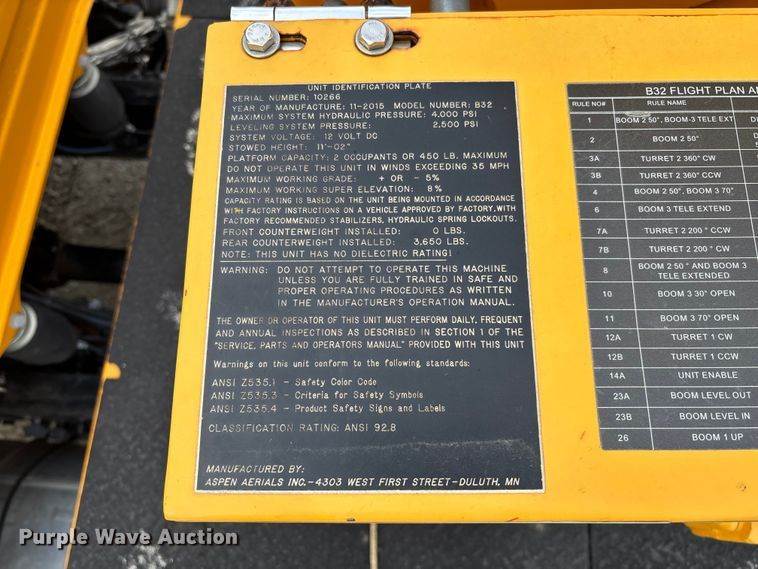 UNIT IDENTIFICATION PLATE
SERIAL NUMBER: 10266
YEAR OF MANUFACTURE: 11-2015 MODEL NUMBER: B32
MAXIMUM SYSTEM HYDRAULIC PRESSURE: 4,000 PSI
LEVELING SYSTEM PRESSURE: 2,500 PSI
SYSTEM VOLTAGE: 12 VOLT DC
STOWED HEIGHT: 11'-02"
PLATFORM CAPACITY: 2 OCCUPANTS OR 450 LB. MAXIMUM
DO NOT OPERATE THIS UNIT IN WINDS EXCEEDING 35 MPH
MAXIMUM WORKING GRADE: + OR - 5%
MAXIMUM WORKING SUPER ELEVATION: 8%
CAPACITY RATING IS BASED ON THE UNIT BEING MOUNTED IN ACCORDANCE
WITH FACTORY INSTRUCTIONS ON A VEHICLE APPROVED BY FACTORY, WITH
FACTORY RECOMMENDED STABILIZERS, HYDRAULIC SPRING LOCKOUTS.
FRONT COUNTERWEIGHT INSTALLED: 0 LBS.
REAR COUNTERWEIGHT INSTALLED: 3,650 LBS.
NOTE: THIS UNIT HAS NO DIELECTRIC RATING!
WARNING: DO NOT ATTEMPT TO OPERATE THIS MACHINE
UNLESS YOU ARE FULLY TRAINED IN SAFE AND
PROPER OPERATING PROCEDURES AS WRITTEN
IN THE MANUFACTURER'S OPERATION MANUAL.
THE OWNER OR OPERATOR OF THIS UNIT MUST PERFORM DAILY, FREQUENT
AND ANNUAL INSPECTIONS AS DESCRIBED IN SECTION 1 OF THE
"SERVICE, PARTS AND OPERATORS MANUAL" PROVIDED WITH THIS UNIT
Warnings on this unit conform to the following standards:
ANSI Z535.1 - Safety Color Code
ANSI Z535.3 - Criteria for Safety Symbols
ANSI Z535.4 - Product Safety Signs and Labels
CLASSIFICATION RATING: ANSI 92.8
MANUFACTURED BY:
ASPEN AERIALS INC.-4303 WEST FIRST STREET-DULUTH, MN
B32 FLIGHT PLAN
RULE NO# RULE NAME
1 BOOM 2 50°, BOOM-3 TELE EXT
2 BOOM 2 50°
3A TURRET 2 360° CW
3B TURRET 2 360° CCW
4 BOOM 2 50°, BOOM 3 70°
6 BOOM 3 TELE EXTEND
7A TURRET 2 200 ° CCW
7B TURRET 2 200 ° CW
8 BOOM 2 50 ° AND BOOM 3
TELE EXTENDED
10 BOOM 3 30° OPEN
11 BOOM 3 70° OPEN
12A TURRET 1 CW
12B TURRET 1 CCW
14A UNIT ENABLE
23A BOOM LEVEL OUT
23B BOOM LEVEL IN
26 BOOM 1 UP
Purple Wave Auction